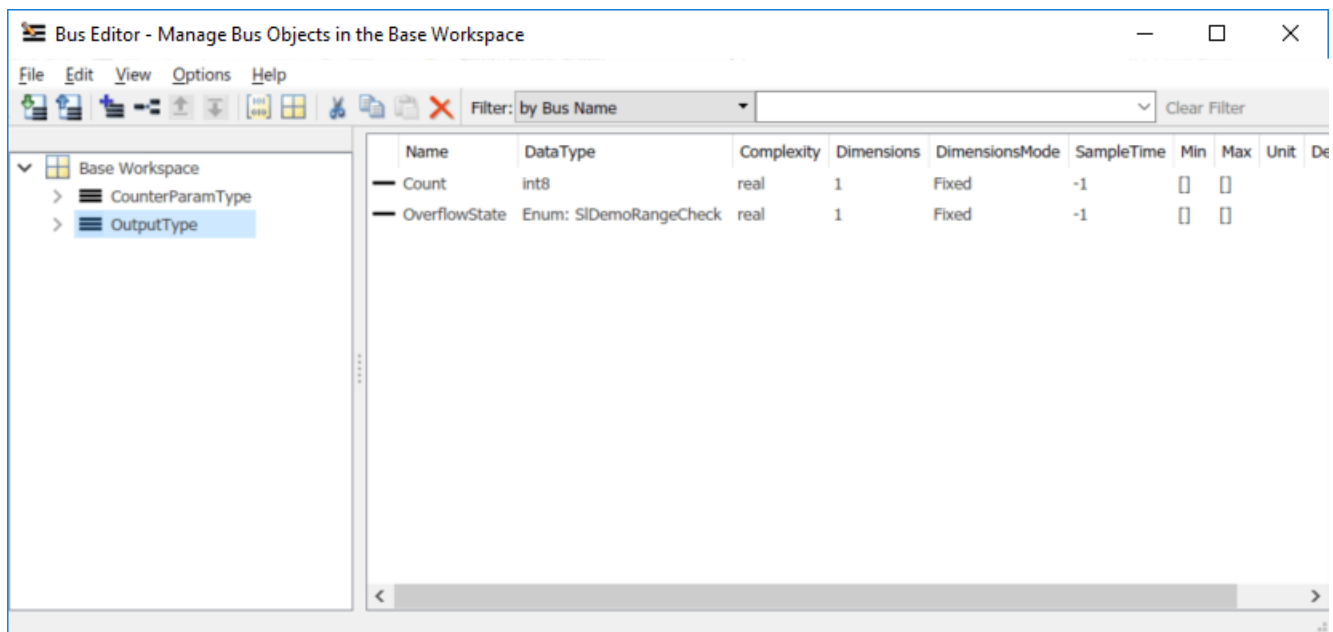 Bus Editor - Manage Bus Objects in the Base Workspace
File Edit View Options Help
Filter: by Bus Name Clear Filter
Base Workspace
CounterParamType
OutputType
Name DataType Complexity Dimensions DimensionsMode SampleTime Min Max Unit De
Count int8 real 1 Fixed -1 [] []
OverflowState Enum: SlDemoRangeCheck real 1 Fixed -1 [] []